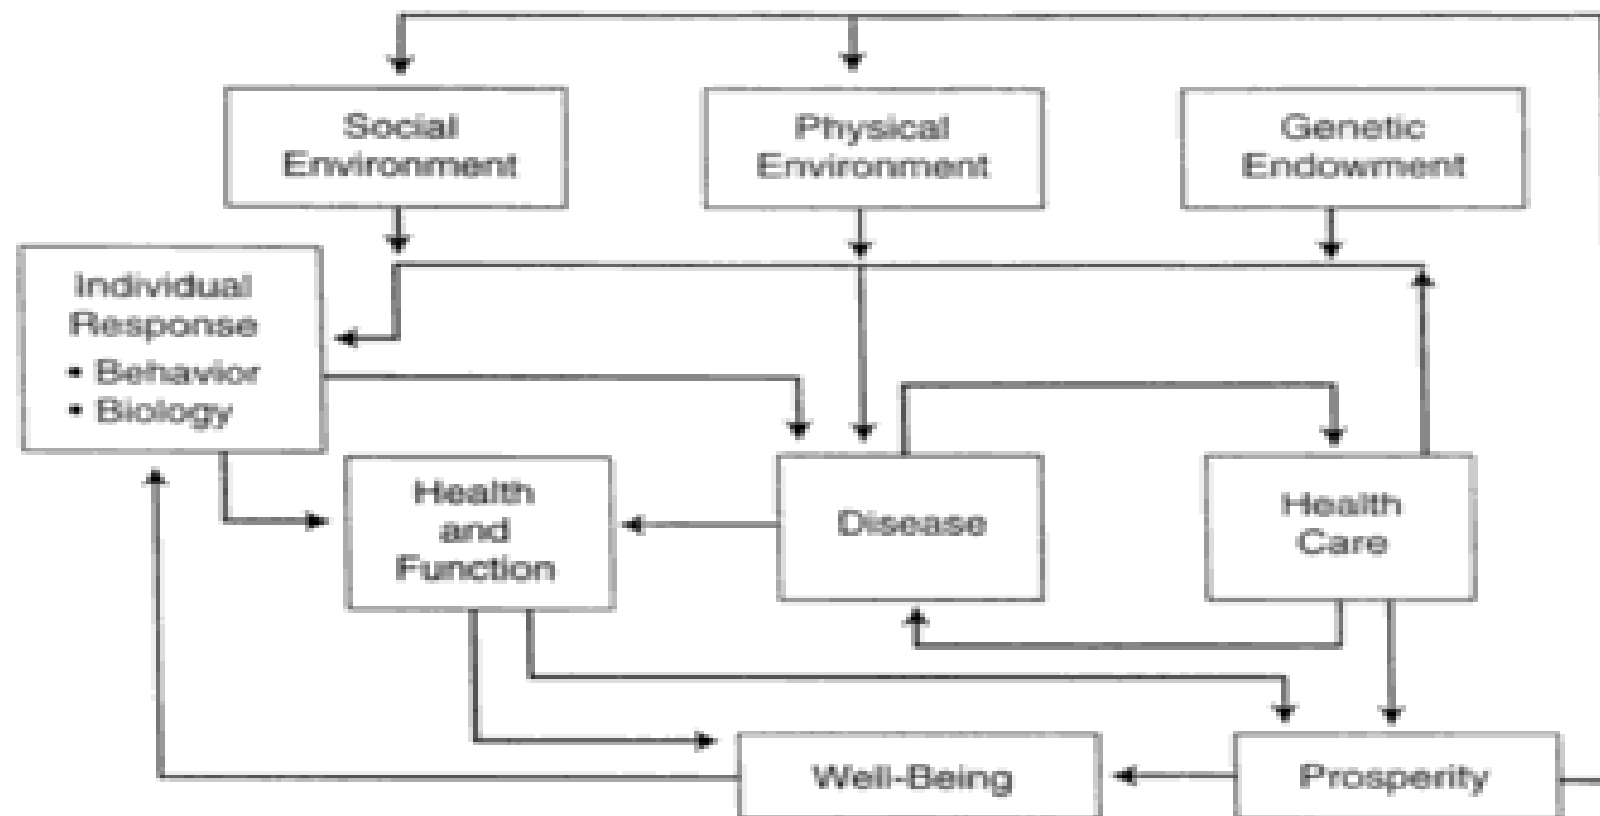 Social
Environment
Physical
Environment
Genetic
Endowment
Individual
Response
• Behavior
• Biology
Health
and
Function
Disease
Health
Care
Well-Being
Prosperity